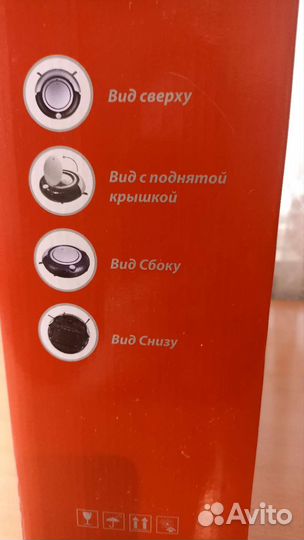 Вид сверху
Вид с поднятой
крышкой
Вид Сбоку
Вид Снизу
Avito